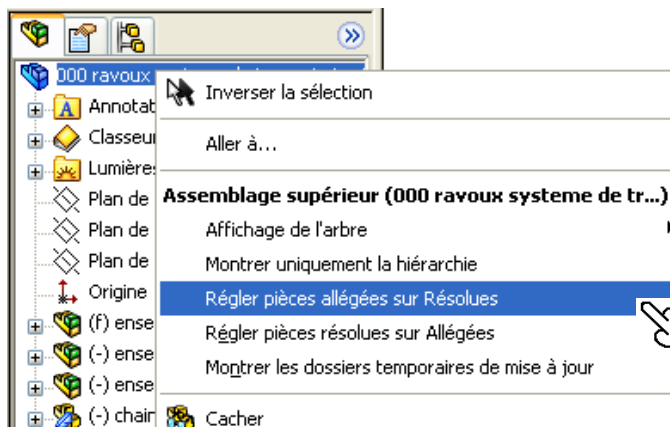 000 ravoux
Inverser la sélection
Annotat
Classeur
Aller à...
Lumières
Plan de
Assemblage supérieur (000 ravoux systeme de tr...)
Plan de
Affichage de l'arbre
Plan de
Montrer uniquement la hiérarchie
Origine
Régler pièces allégées sur Résolues
(f) ense
Régler pièces résolues sur Allégées
(-) ense
Montrer les dossiers temporaires de mise à jour
(-) ense
(-) chain
Cacher